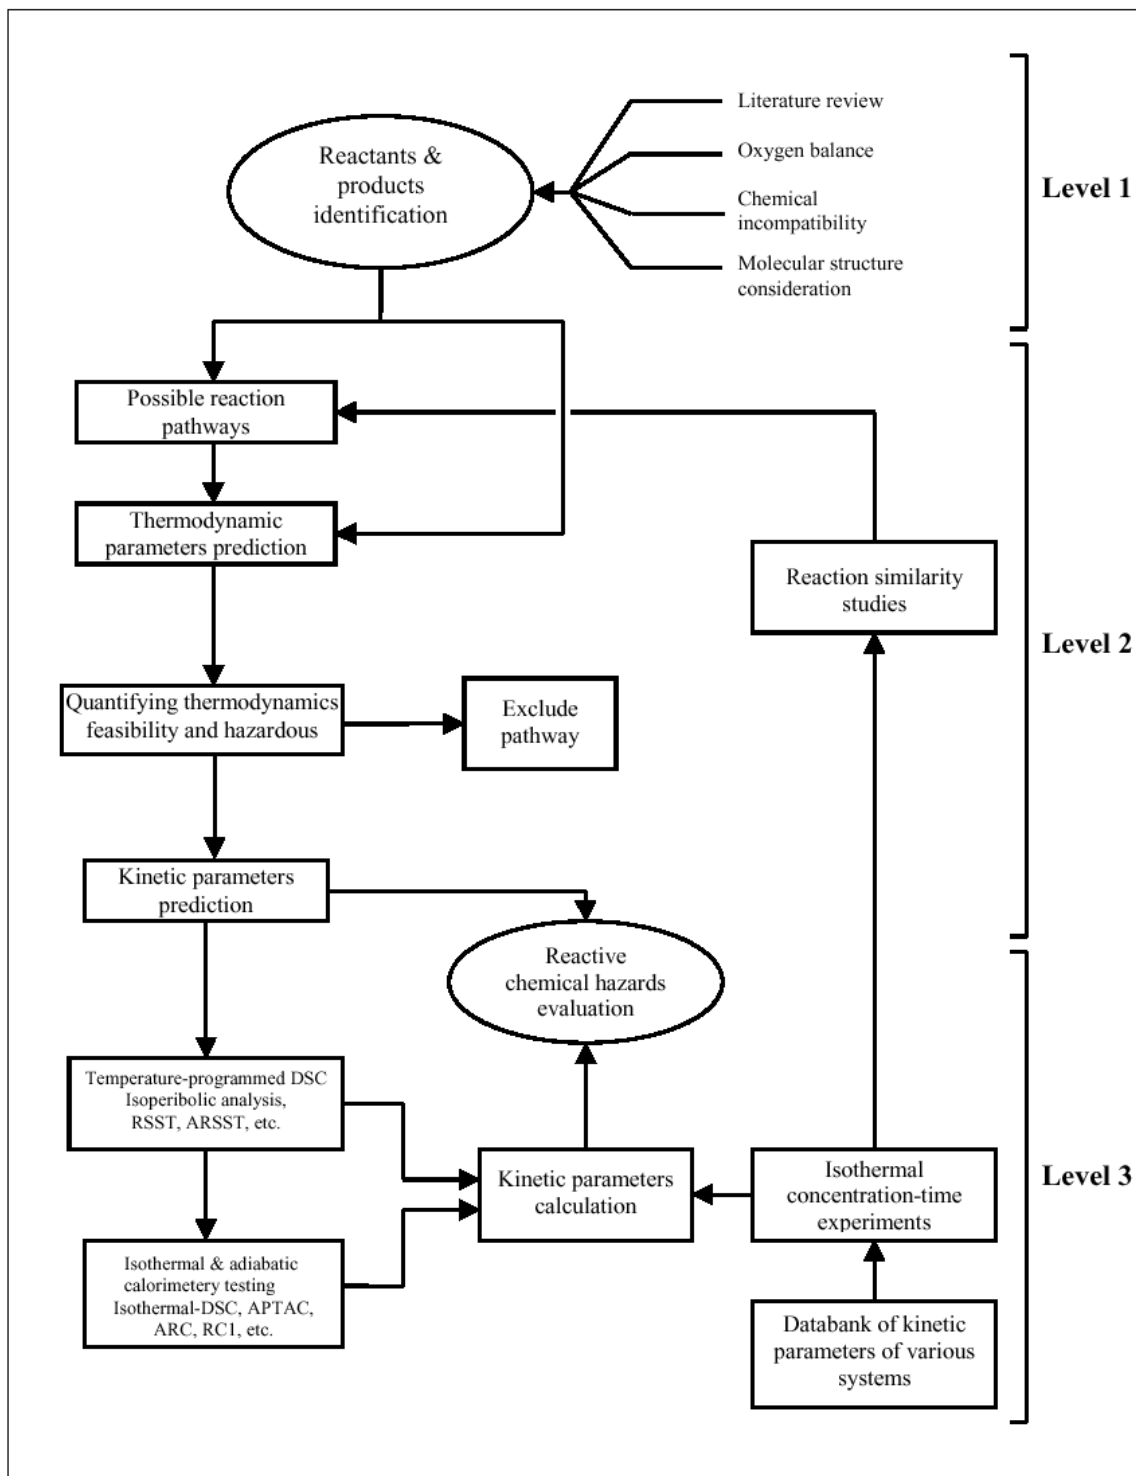 Literature review
Oxygen balance
Chemical
incompatibility
Molecular structure
consideration
Reactants &
products
identification
Level 1
Possible reaction
pathways
Thermodynamic
parameters prediction
Reaction similarity
studies
Level 2
Quantifying thermodynamics
feasibility and hazardous
Exclude
pathway
Kinetic parameters
prediction
Reactive
chemical hazards
evaluation
Temperature-programmed DSC
Isoperibolic analysis,
RSST, ARSST, etc.
Kinetic parameters
calculation
Isothermal
concentration-time
experiments
Level 3
Isothermal & adiabatic
calorimetery testing
Isothermal-DSC, APTAC,
ARC, RC1, etc.
Databank of kinetic
parameters of various
systems